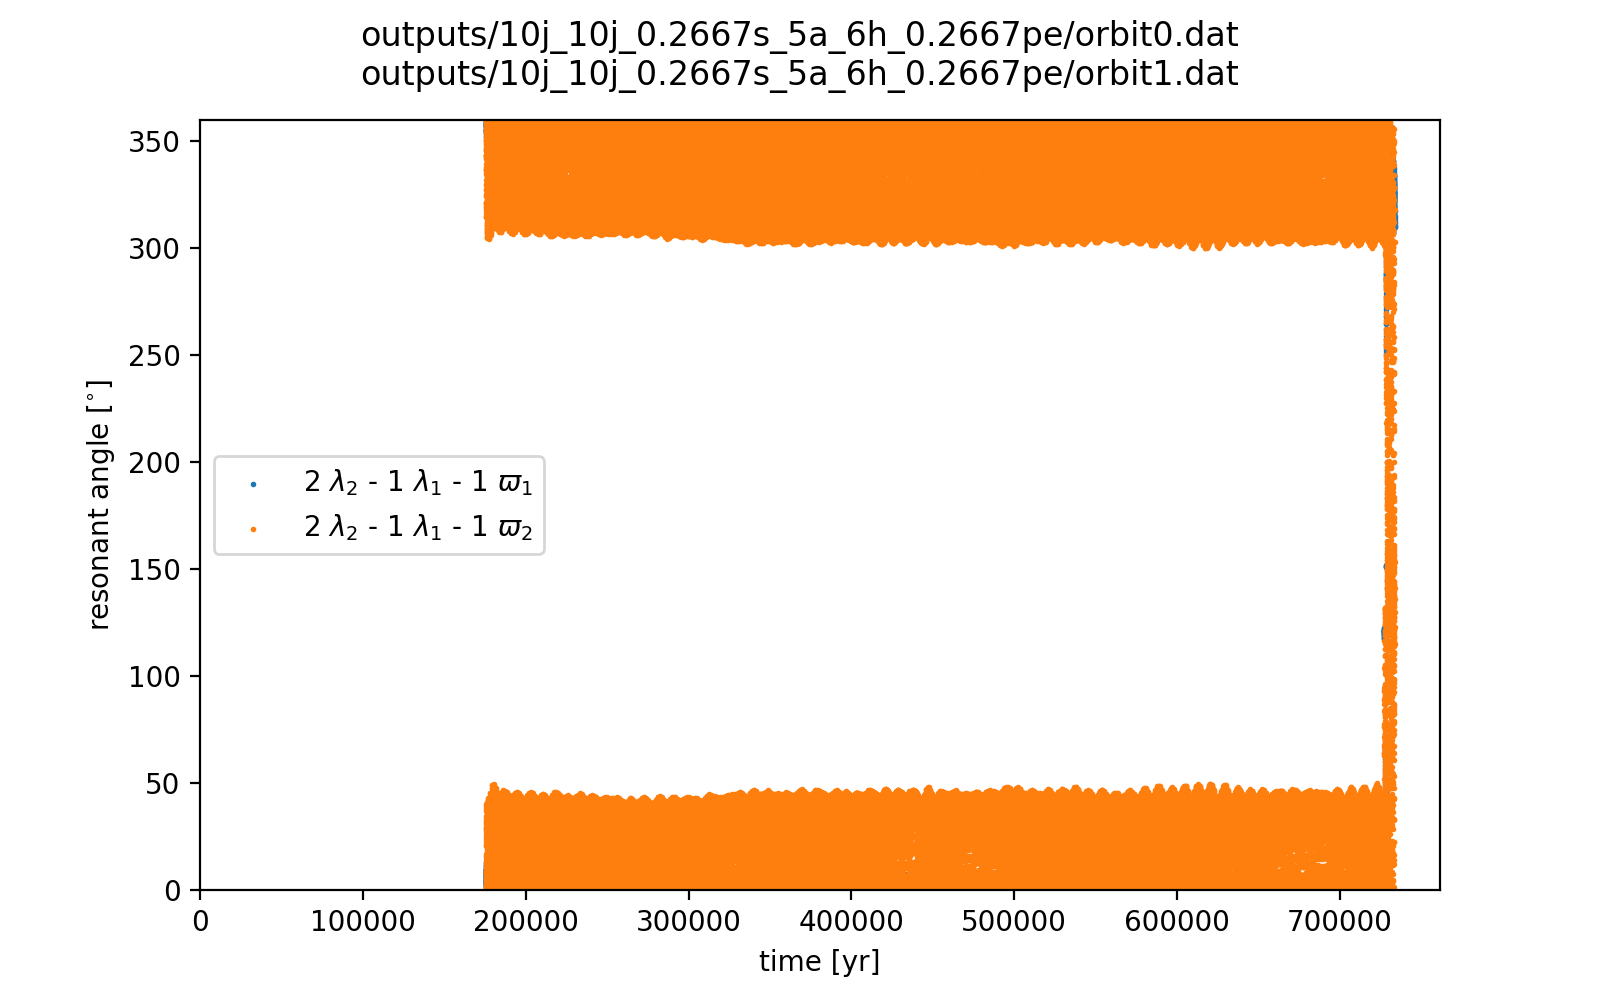 outputs/10j_10j_0.2667s_5a_6h_0.2667pe/orbit0.dat
outputs/10j_10j_0.2667s_5a_6h_0.2667pe/orbit1.dat
350
300
250
200
150
100
50
0
resonant angle [°]
2 λ₂ - 1 λ₁ - 1 ϖ₁
2 λ₂ - 1 λ₁ - 1 ϖ₂
0 100000 200000 300000 400000 500000 600000 700000
time [yr]